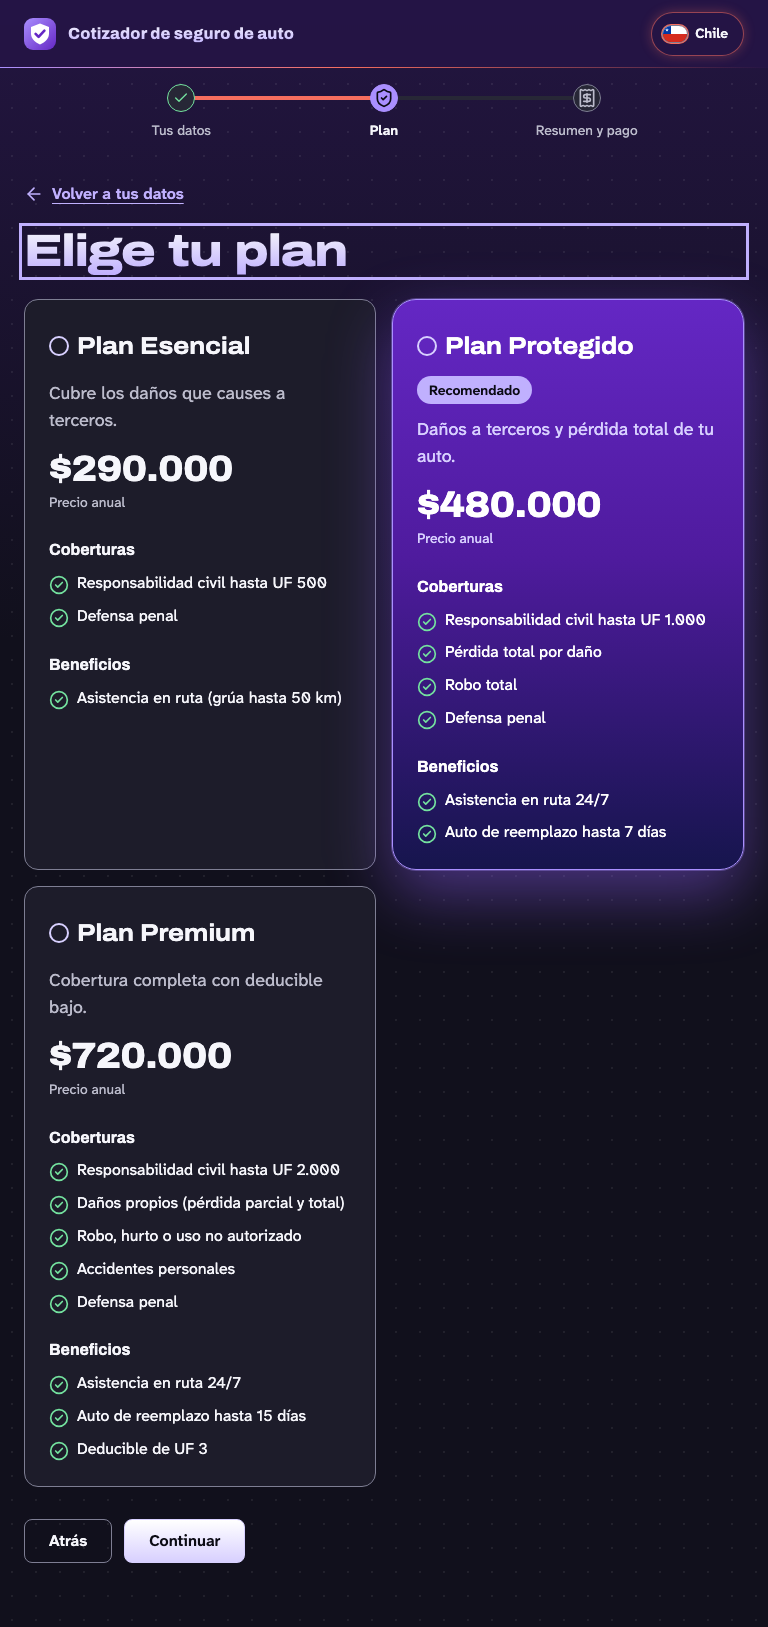 Cotizador de seguro de auto
Chile
Tus datos
Plan
Resumen y pago
Volver a tus datos
Elige tu plan
Plan Esencial
Cubre los daños que causes a
terceros.
$290.000
Precio anual
Coberturas
Responsabilidad civil hasta UF 500
Defensa penal
Beneficios
Asistencia en ruta (grúa hasta 50 km)
Plan Protegido
Recomendado
Daños a terceros y pérdida total de tu
auto.
$480.000
Precio anual
Coberturas
Responsabilidad civil hasta UF 1.000
Pérdida total por daño
Robo total
Defensa penal
Beneficios
Asistencia en ruta 24/7
Auto de reemplazo hasta 7 días
Plan Premium
Cobertura completa con deducible
bajo.
$720.000
Precio anual
Coberturas
Responsabilidad civil hasta UF 2.000
Daños propios (pérdida parcial y total)
Robo, hurto o uso no autorizado
Accidentes personales
Defensa penal
Beneficios
Asistencia en ruta 24/7
Auto de reemplazo hasta 15 días
Deducible de UF 3
Atrás
Continuar